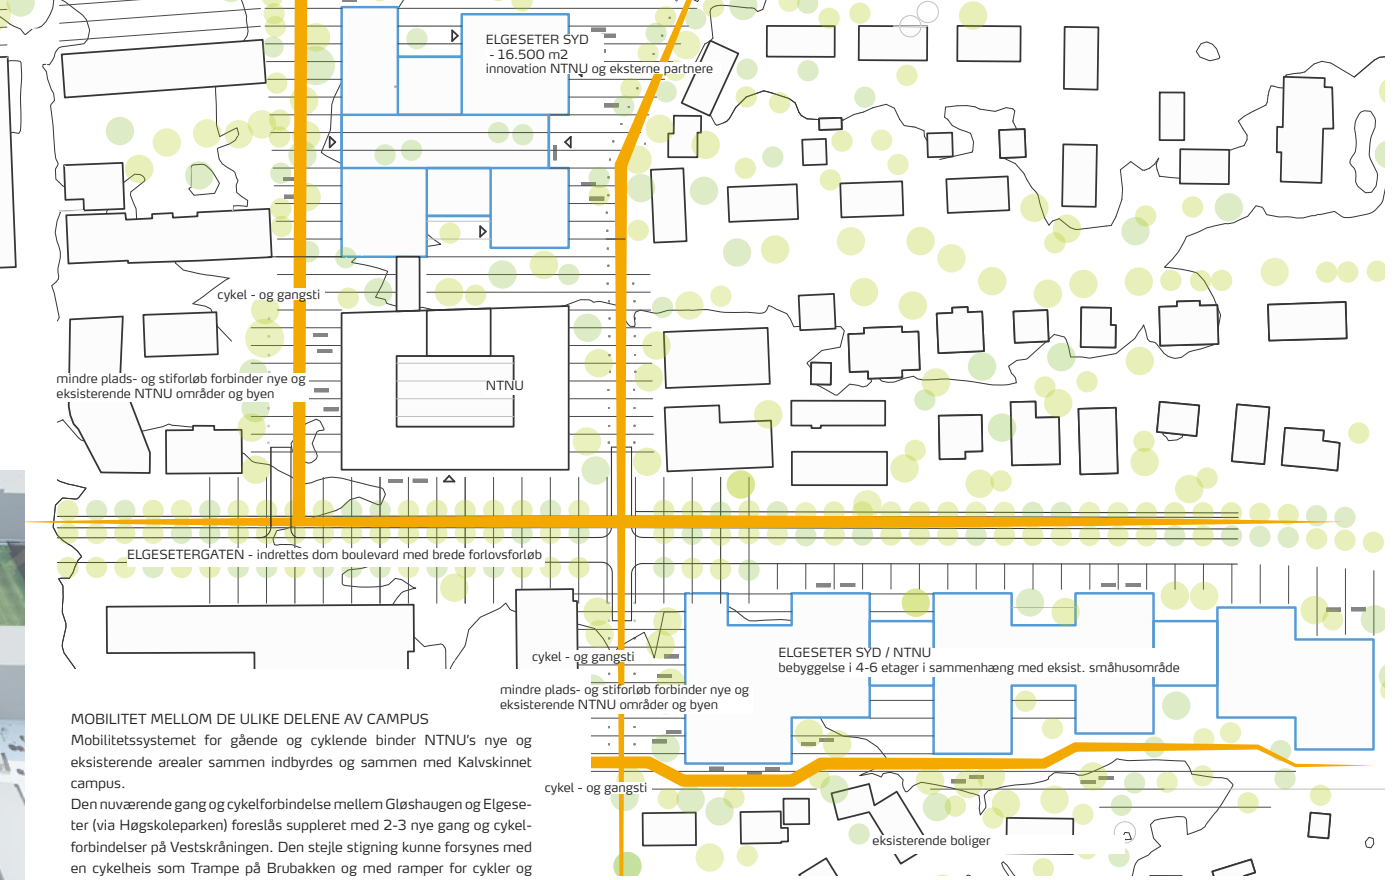 ELGESETER SYD
- 16.500 m2
innovation NTNU og eksterne partnere
cykel - og gangsti
mindre plads- og stiforløb forbinder nye og
eksisterende NTNU områder og byen
NTNU
ELGESETERGATEN - indrettes dom boulevard med brede forlovsforløb
cykel - og gangsti
ELGESETER SYD / NTNU
bebyggelse i 4-6 etager i sammenhæng med eksist. småhusområde
mindre plads- og stiforløb forbinder nye og
eksisterende NTNU områder og byen
cykel - og gangsti
eksisterende boliger
MOBILITET MELLOM DE ULIKE DELENE AV CAMPUS
Mobilitetssystemet for gående og cyklende binder NTNU's nye og
eksisterende arealer sammen indbyrdes og sammen med Kalvskinnet
campus.
Den nuværende gang og cykelforbindelse mellem Gløshaugen og Elgese-
ter (via Høgskoleparken) foreslås suppleret med 2-3 nye gang og cykel-
forbindelser på Vestskråningen. Den stejle stigning kunne forsynes med
en cykelheis som Trampe på Brubakken og med ramper for cykler og